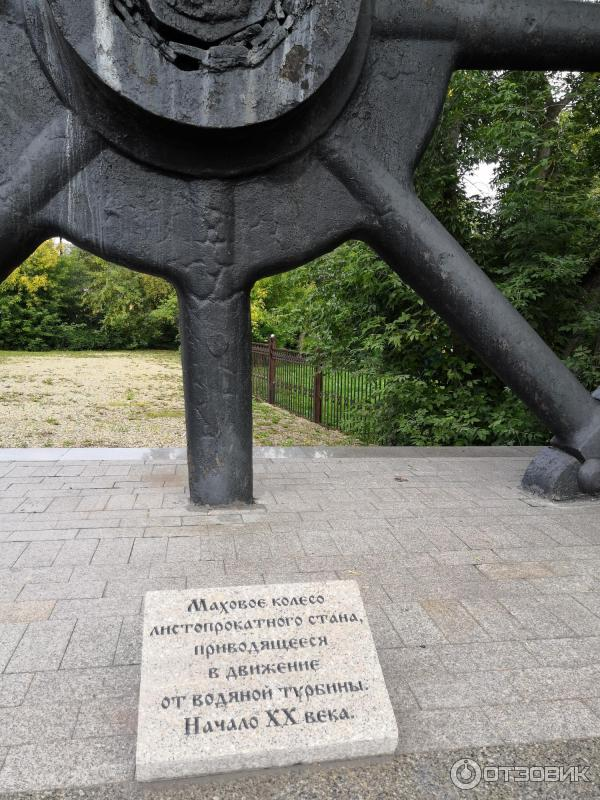 Маховое колесо
листопрокатного стана,
приводящееся
в движение
от водяной турбины.
Начало XX века.
ОТЗОВИК